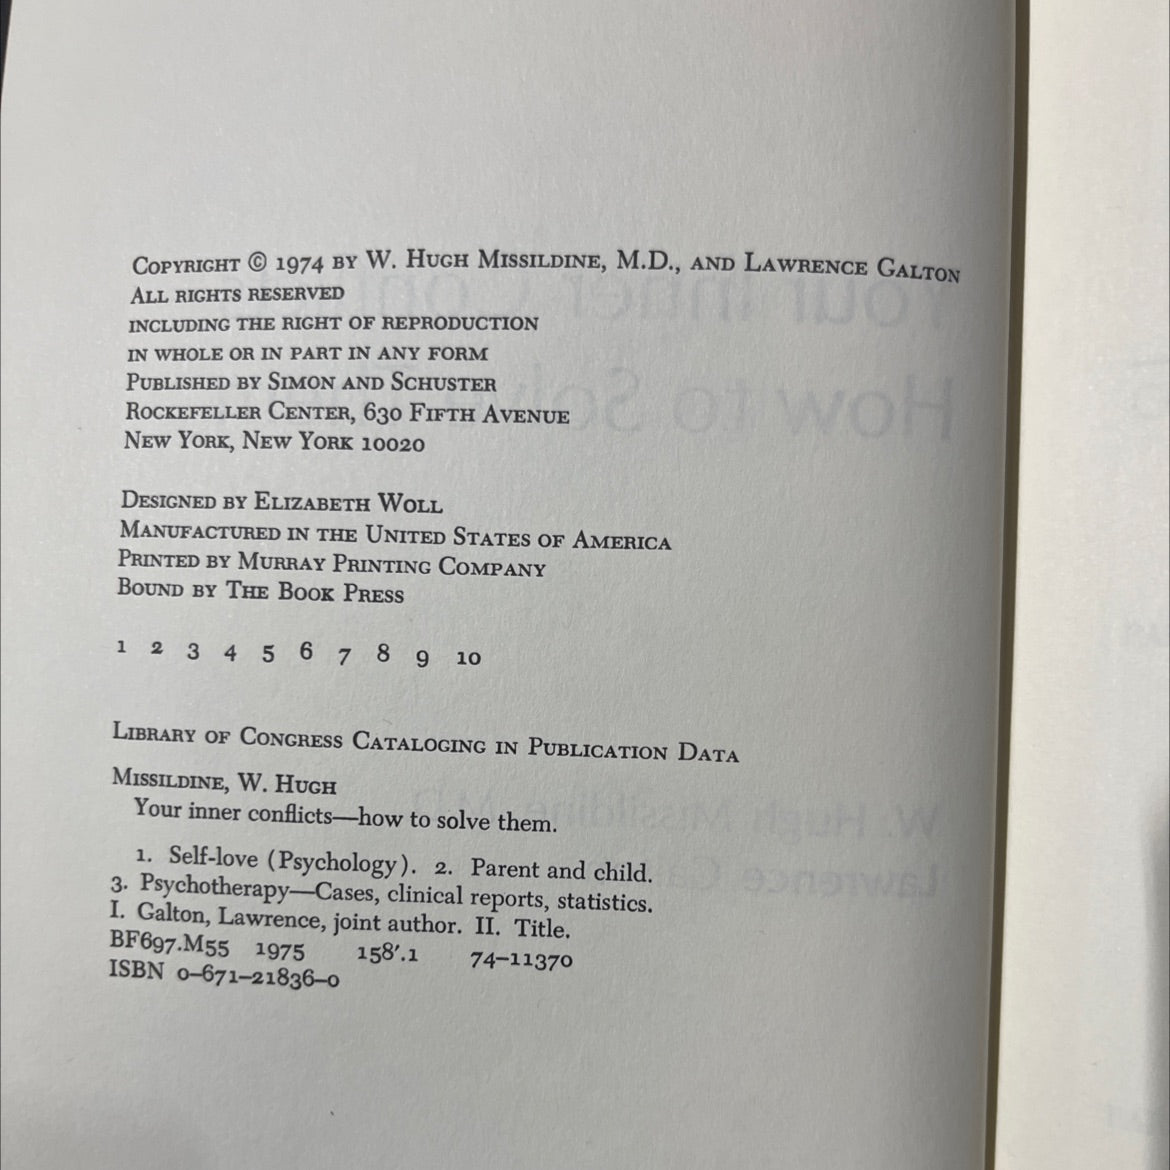 COPYRIGHT © 1974 BY W. HUGH MISSILDINE, M.D., AND LAWRENCE GALTON
ALL RIGHTS RESERVED
INCLUDING THE RIGHT OF REPRODUCTION
IN WHOLE OR IN PART IN ANY FORM
PUBLISHED BY SIMON AND SCHUSTER
ROCKEFELLER CENTER, 630 FIFTH AVENUE
NEW YORK, NEW YORK 10020
DESIGNED BY ELIZABETH WOLL
MANUFACTURED IN THE UNITED STATES OF AMERICA
PRINTED BY MURRAY PRINTING COMPANY
BOUND BY THE BOOK PRESS
1 2 3 4 5 6 7 8 9 10
LIBRARY OF CONGRESS CATALOGING IN PUBLICATION DATA
MISSILDINE, W. HUGH
Your inner conflicts—how to solve them.
1. Self-love (Psychology). 2. Parent and child.
3. Psychotherapy—Cases, clinical reports, statistics.
I. Galton, Lawrence, joint author. II. Title.
BF697.M55 1975 158'.1 74–11370
ISBN 0–671–21836–0